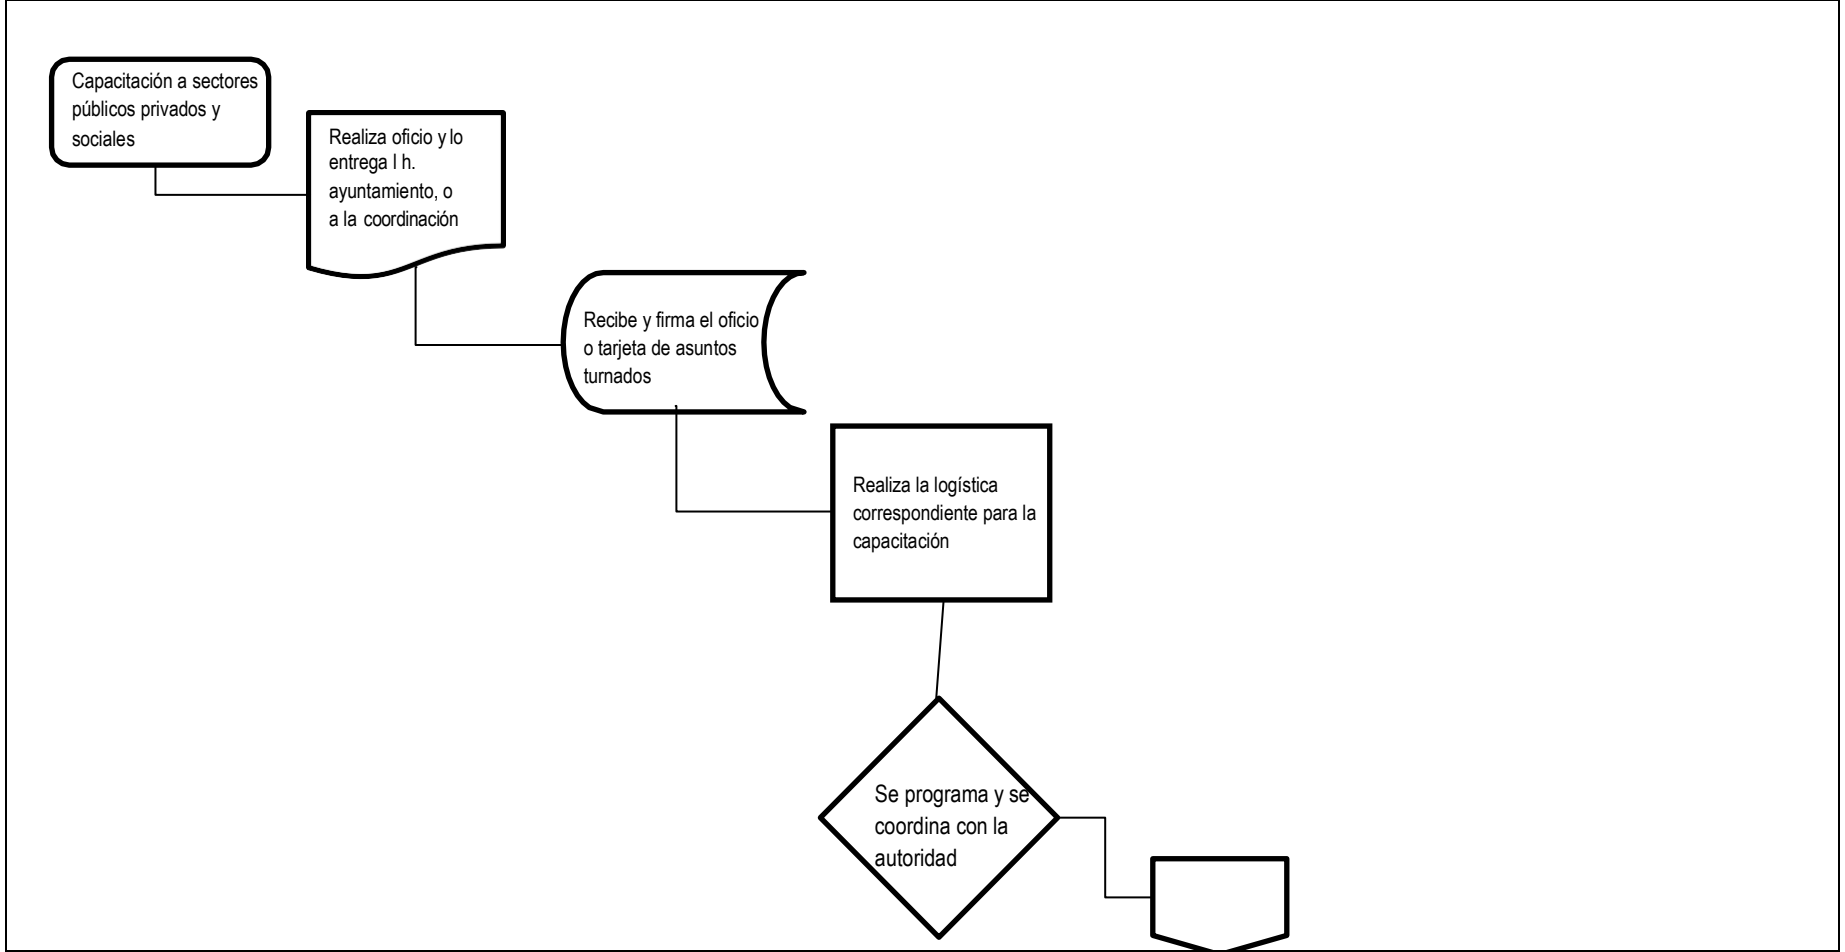 Capacitación a sectores
públicos privados y
sociales
Realiza oficio y lo
entrega l h.
ayuntamiento, o
a la coordinación
Recibe y firma el oficio
o tarjeta de asuntos
turnados
Realiza la logística
correspondiente para la
capacitación
Se programa y se
coordina con la
autoridad